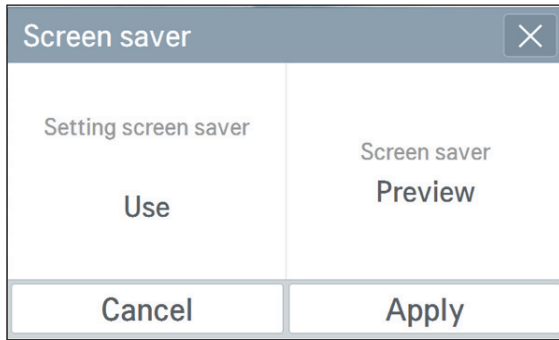 Screen saver
Setting screen saver
Use
Screen saver
Preview
Cancel
Apply